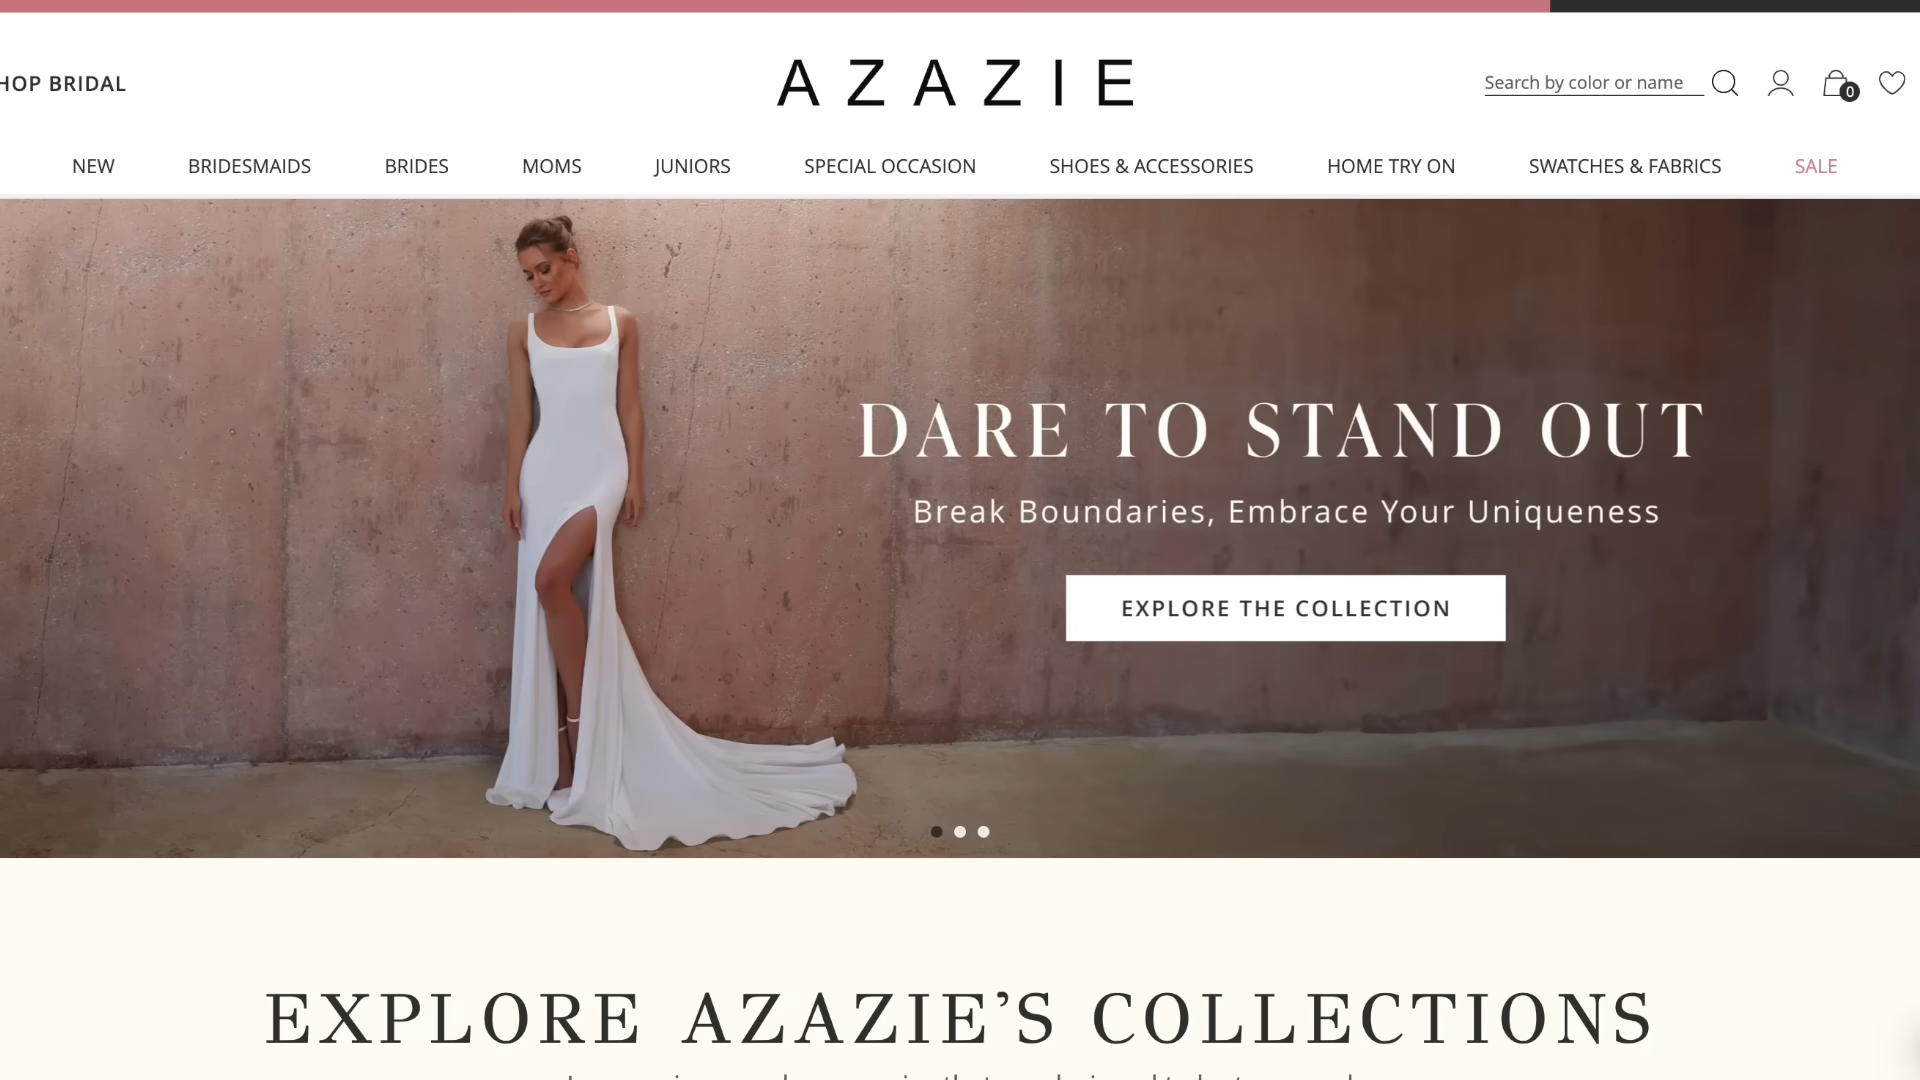 HOP BRIDAL
AZAZIE
Search by color or name
0
NEW BRIDESMAIDS BRIDES MOMS JUNIORS SPECIAL OCCASION SHOES & ACCESSORIES HOME TRY ON SWATCHES & FABRICS SALE
DARE TO STAND OUT
Break Boundaries, Embrace Your Uniqueness
EXPLORE THE COLLECTION
EXPLORE AZAZIE’S COLLECTIONS